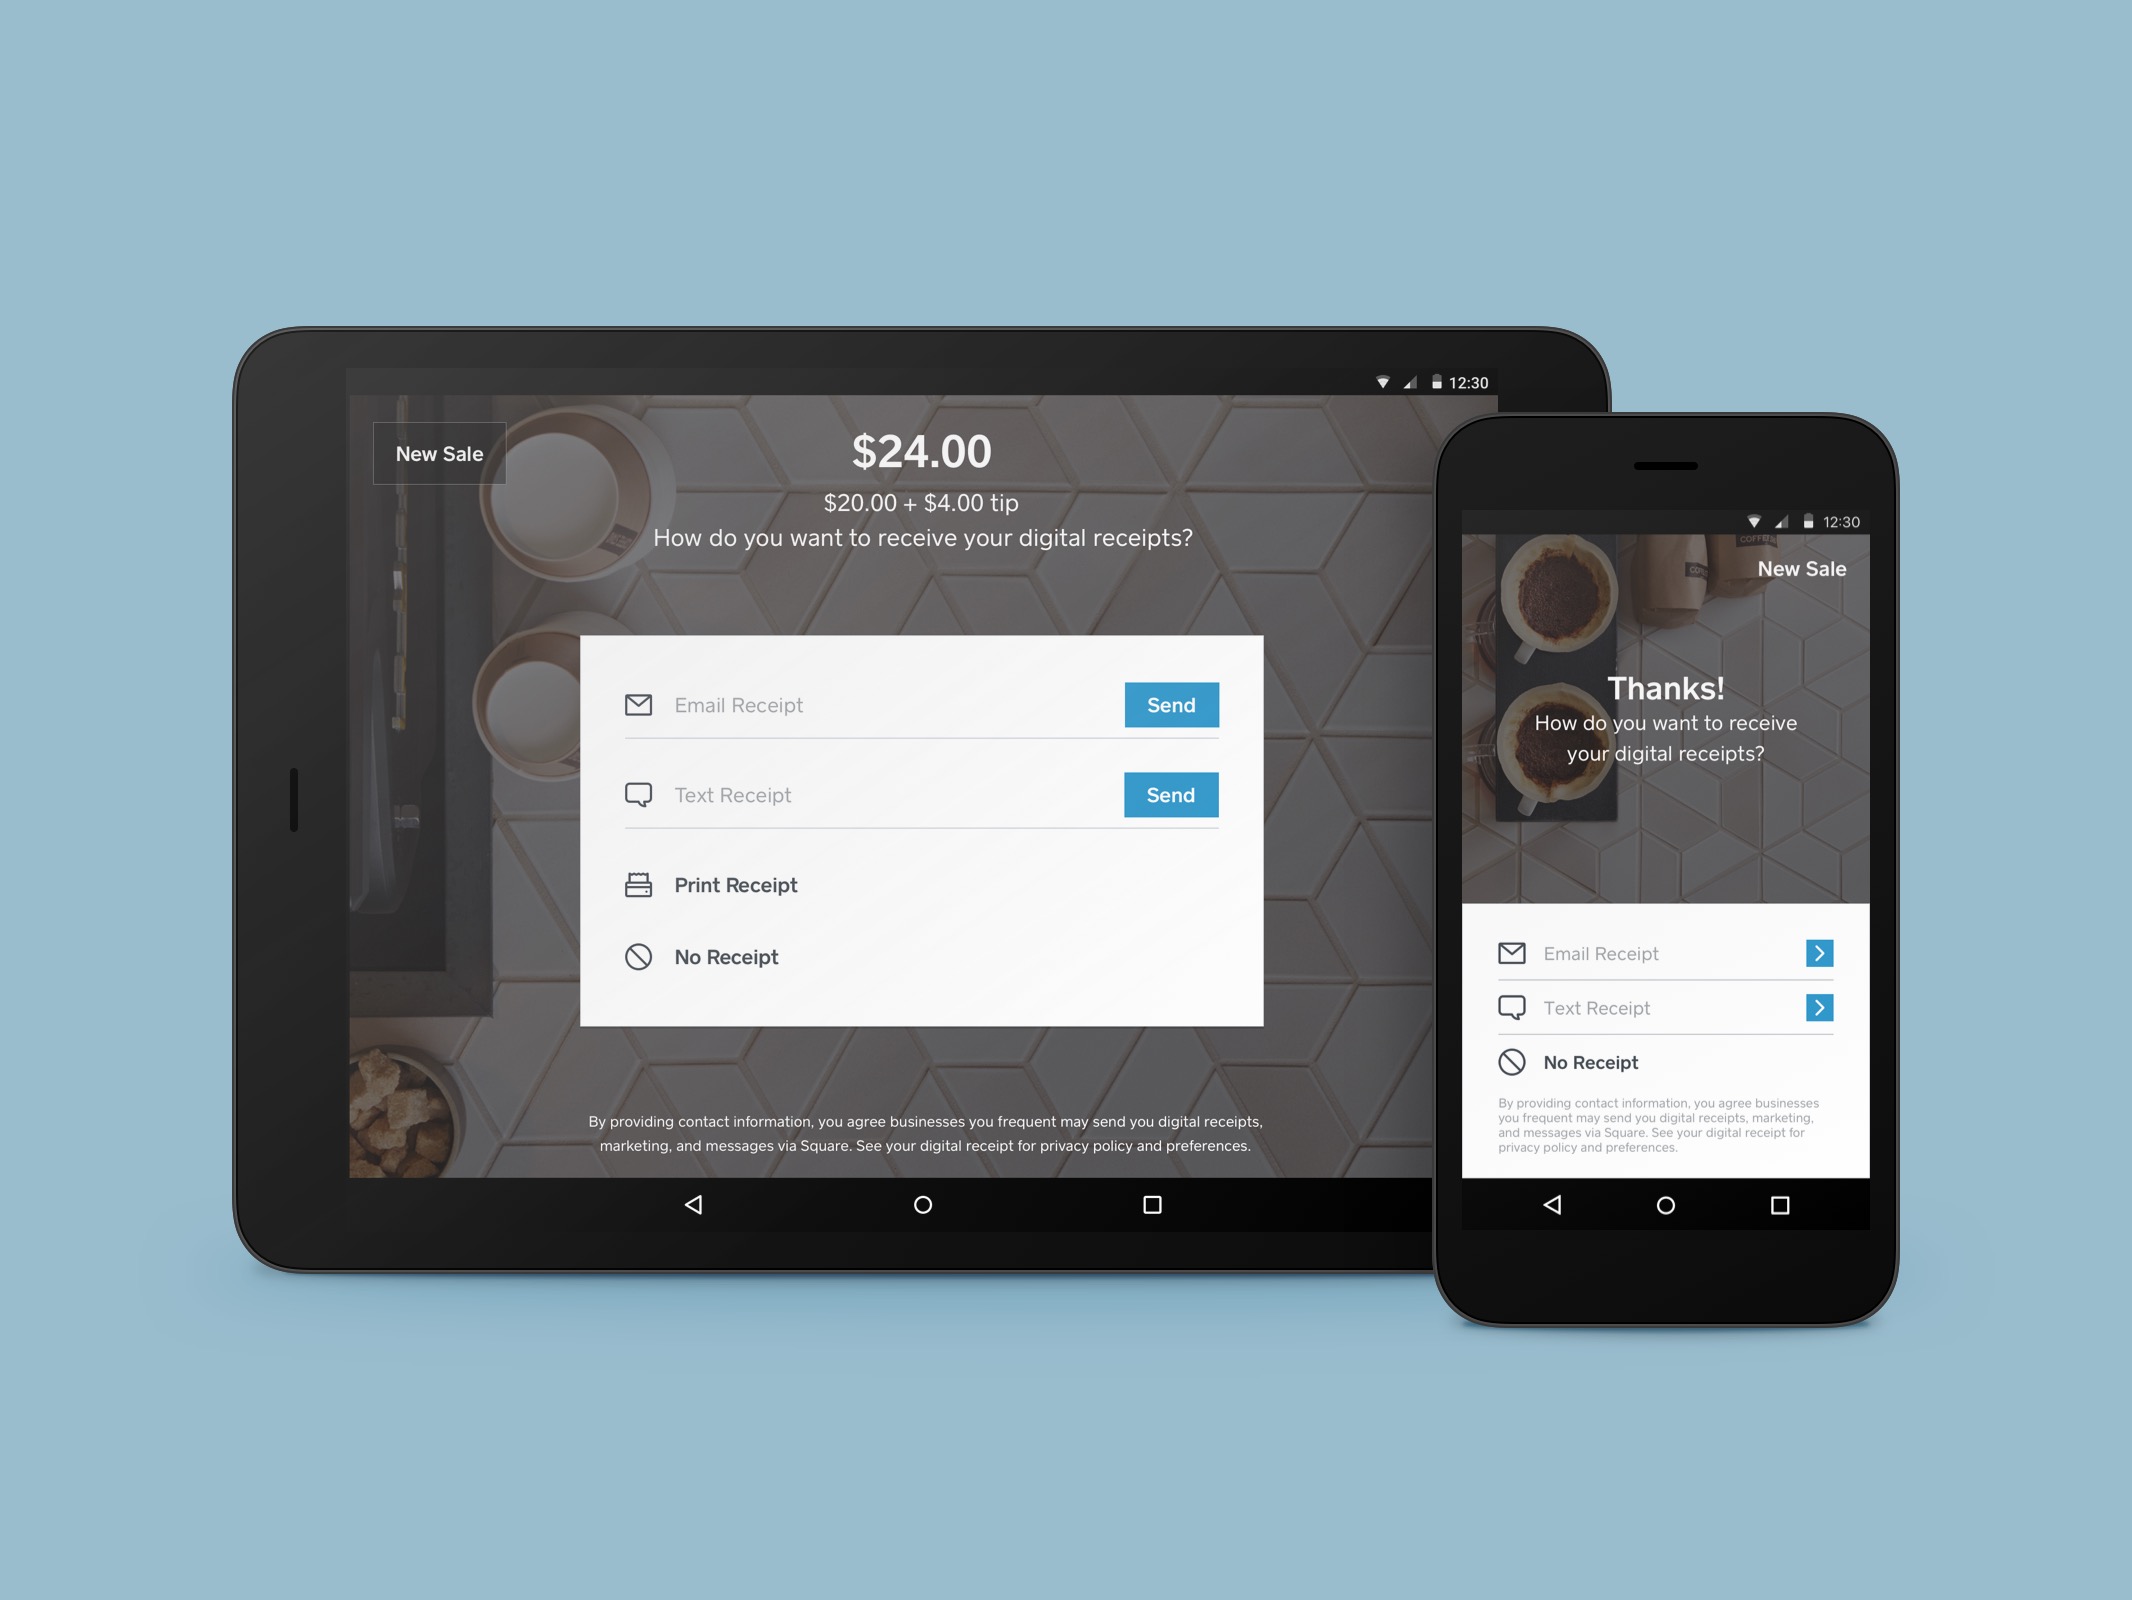 12:30
New Sale
$24.00
$20.00 + $4.00 tip
How do you want to receive your digital receipts?
Email Receipt
Send
Text Receipt
Send
Print Receipt
No Receipt
By providing contact information, you agree businesses you frequent may send you digital receipts,
marketing, and messages via Square. See your digital receipt for privacy policy and preferences.
12:30
COFFEE
New Sale
Thanks!
How do you want to receive
your digital receipts?
Email Receipt
Text Receipt
No Receipt
By providing contact information, you agree businesses
you frequent may send you digital receipts, marketing,
and messages via Square. See your digital receipt for
privacy policy and preferences.